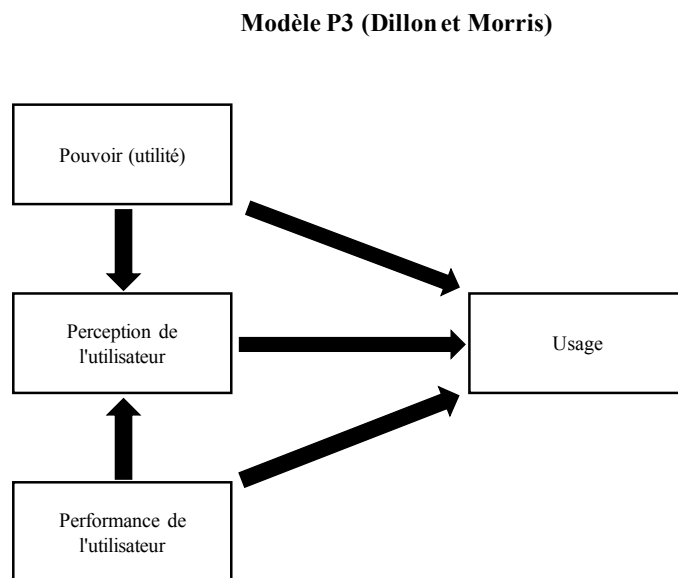 Modèle P3 (Dillon et Morris)
Pouvoir (utilité)
Perception de
l'utilisateur
Usage
Performance de
l'utilisateur